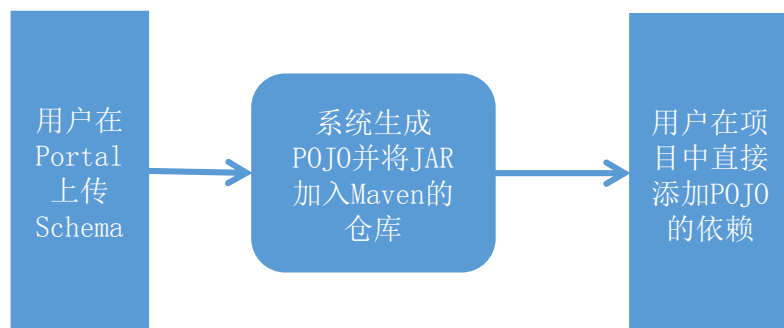 用户在
Portal
上传
Schema
系统生成
POJO并将JAR
加入Maven的
仓库
用户在项
目中直接
添加POJO
的依赖